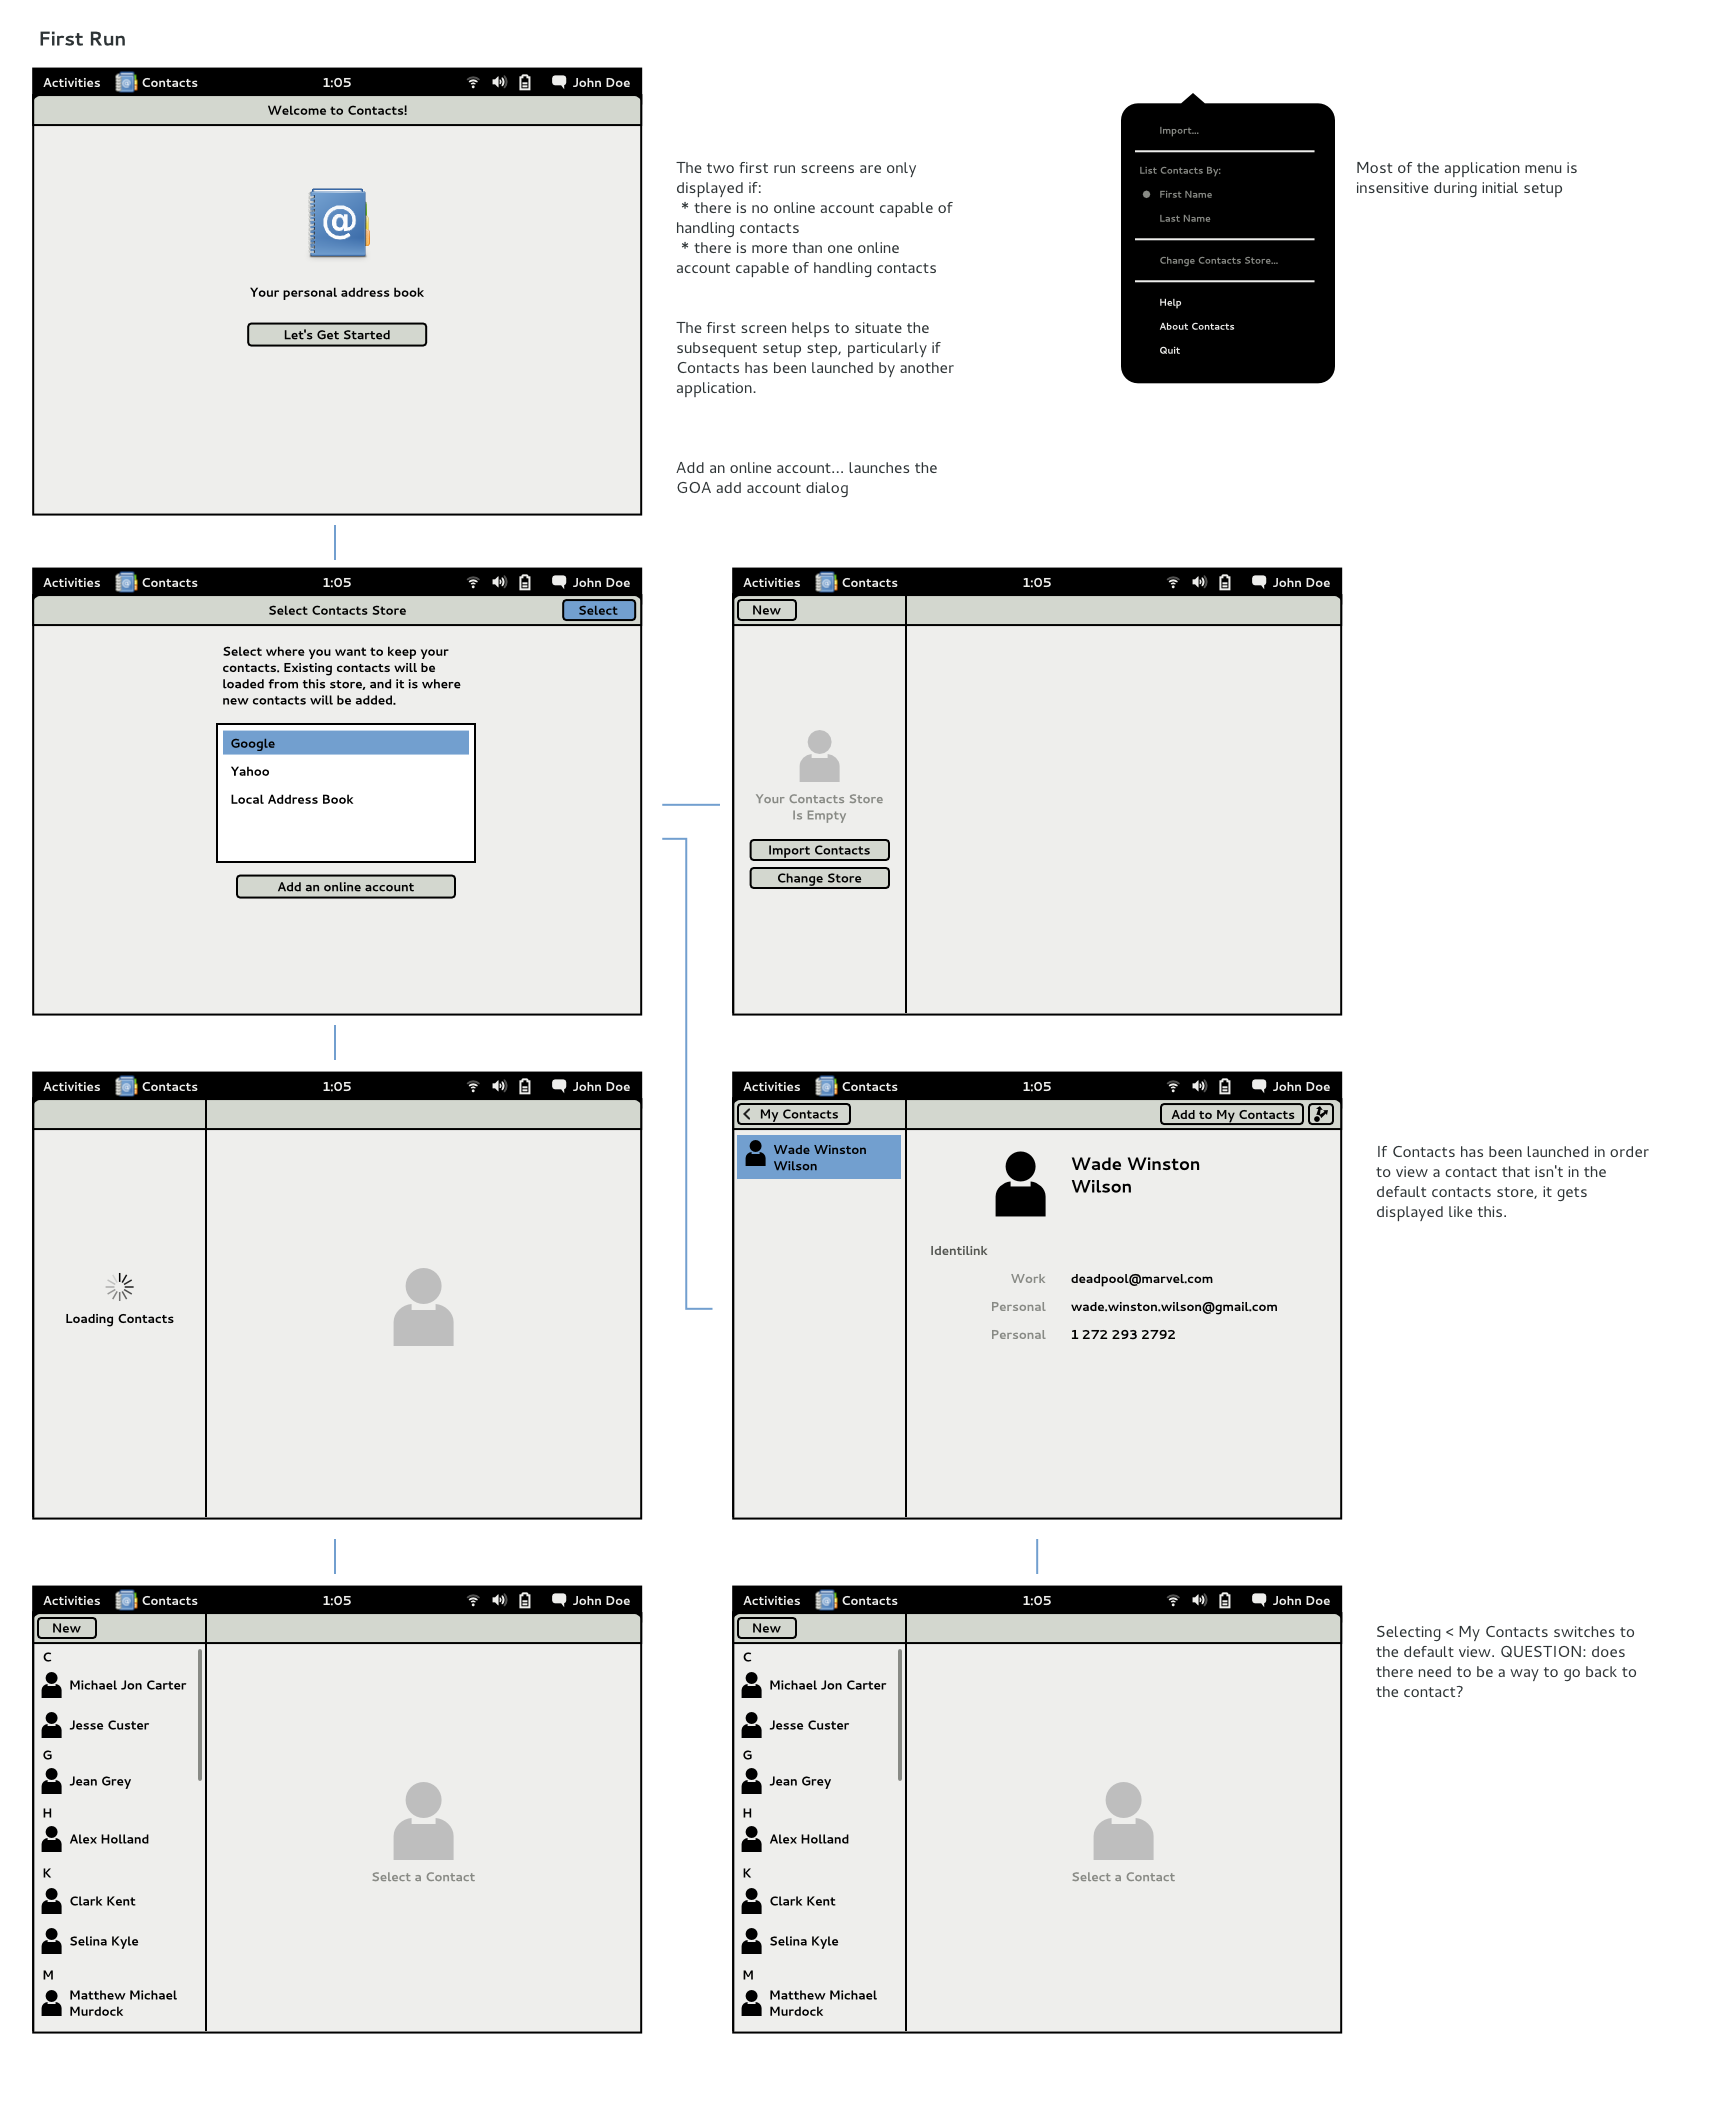 First Run
Activities Contacts 1:05 John Doe
Welcome to Contacts!
@
Your personal address book
Let's Get Started
The two first run screens are only
displayed if:
* there is no online account capable of
handling contacts
* there is more than one online
account capable of handling contacts
The first screen helps to situate the
subsequent setup step, particularly if
Contacts has been launched by another
application.
Add an online account... launches the
GOA add account dialog
Import...
List Contacts By:
First Name
Last Name
Change Contacts Store...
Help
About Contacts
Quit
Most of the application menu is
insensitive during initial setup
Activities Contacts 1:05 John Doe
Select Contacts Store Select
Select where you want to keep your
contacts. Existing contacts will be
loaded from this store, and it is where
new contacts will be added.
Google
Yahoo
Local Address Book
Add an online account
Activities Contacts 1:05 John Doe
New
Your Contacts Store
Is Empty
Import Contacts
Change Store
Activities Contacts 1:05 John Doe
Loading Contacts
Activities Contacts 1:05 John Doe
< My Contacts Add to My Contacts
Wade Winston
Wilson
Wade Winston
Wilson
Identilink
Work deadpool@marvel.com
Personal wade.winston.wilson@gmail.com
Personal 1 272 293 2792
If Contacts has been launched in order
to view a contact that isn't in the
default contacts store, it gets
displayed like this.
Activities Contacts 1:05 John Doe
New
C
Michael Jon Carter
Jesse Custer
G
Jean Grey
H
Alex Holland
K
Clark Kent
Selina Kyle
M
Matthew Michael
Murdock
Select a Contact
Activities Contacts 1:05 John Doe
New
C
Michael Jon Carter
Jesse Custer
G
Jean Grey
H
Alex Holland
K
Clark Kent
Selina Kyle
M
Matthew Michael
Murdock
Select a Contact
Selecting < My Contacts switches to
the default view. QUESTION: does
there need to be a way to go back to
the contact?